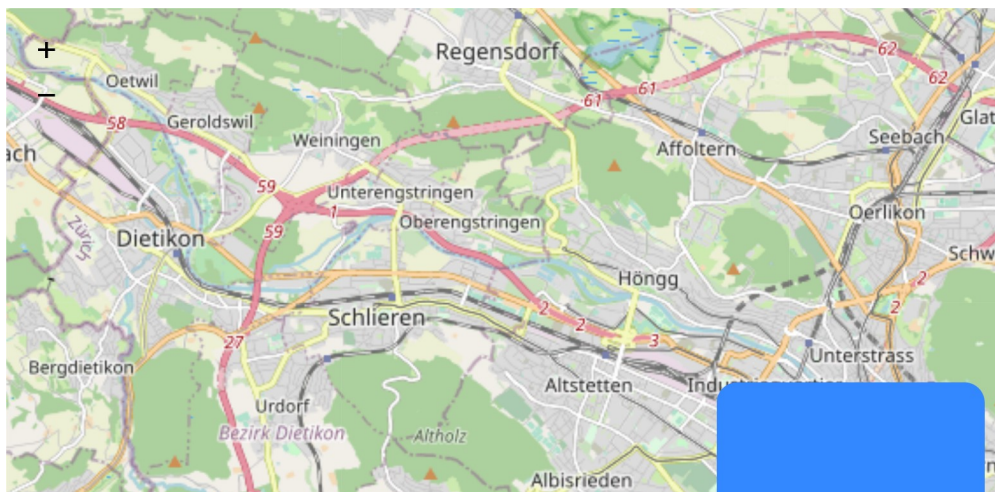 Regensdorf
62
+
62
Oetwil
61
61
−
Glat
58
Geroldswil
Seebach
Weiningen
Affoltern
ach
59
Unterengstringen
1
Oerlikon
Oberengstringen
59
Zürich
Dietikon
Schw
Höngg
2
2
2
Schlieren
2
27
3
Unterstrass
Bergdietikon
Altstetten
Urdorf
Bezirk Dietikon
Altholz
Albisrieden